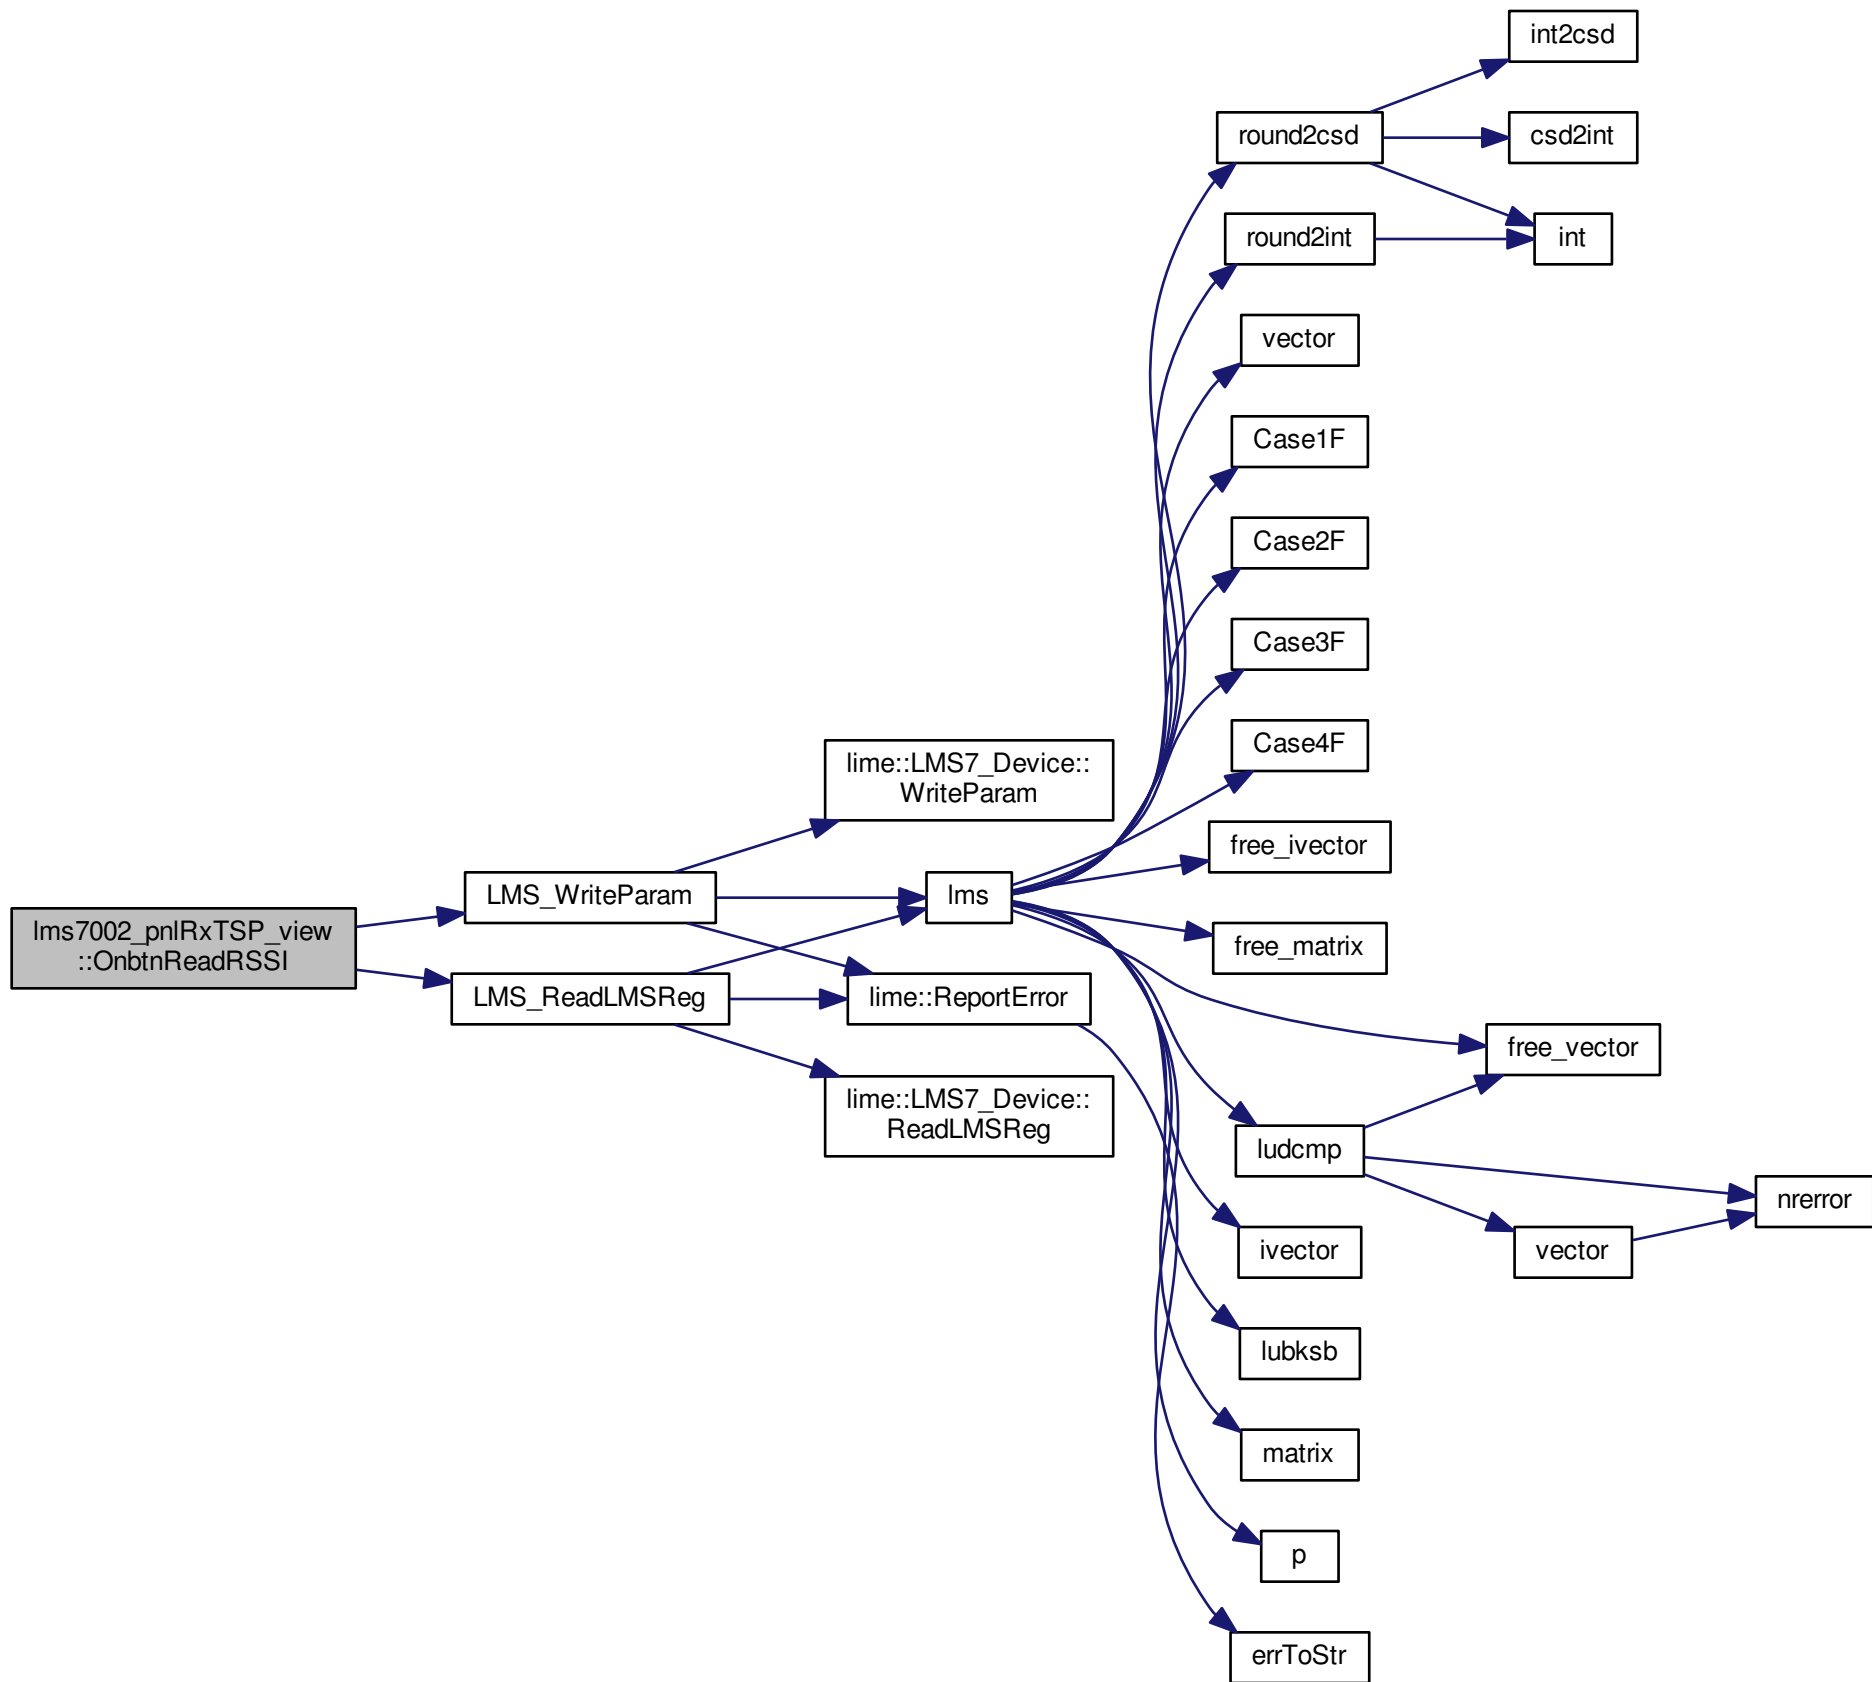 int2csd
round2csd
csd2int
round2int
int
vector
Case1F
Case2F
Case3F
Case4F
lime::LMS7_Device::
WriteParam
free_ivector
LMS_WriteParam
lms
lms7002_pnlRxTSP_view
::OnbtnReadRSSI
free_matrix
LMS_ReadLMSReg
lime::ReportError
free_vector
lime::LMS7_Device::
ReadLMSReg
ludcmp
nrerror
ivector
vector
lubksb
matrix
p
errToStr